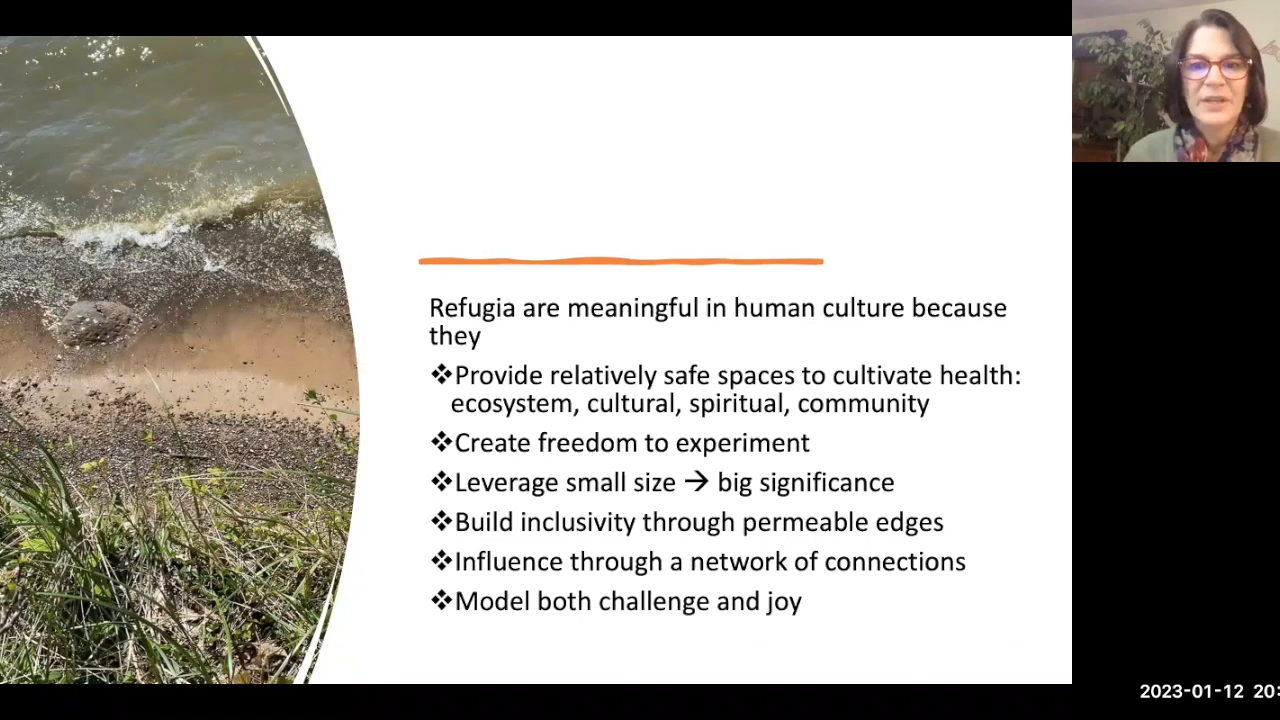 Refugia are meaningful in human culture because
they
❖Provide relatively safe spaces to cultivate health:
ecosystem, cultural, spiritual, community
❖Create freedom to experiment
❖Leverage small size → big significance
❖Build inclusivity through permeable edges
❖Influence through a network of connections
❖Model both challenge and joy
2023-01-12 20: